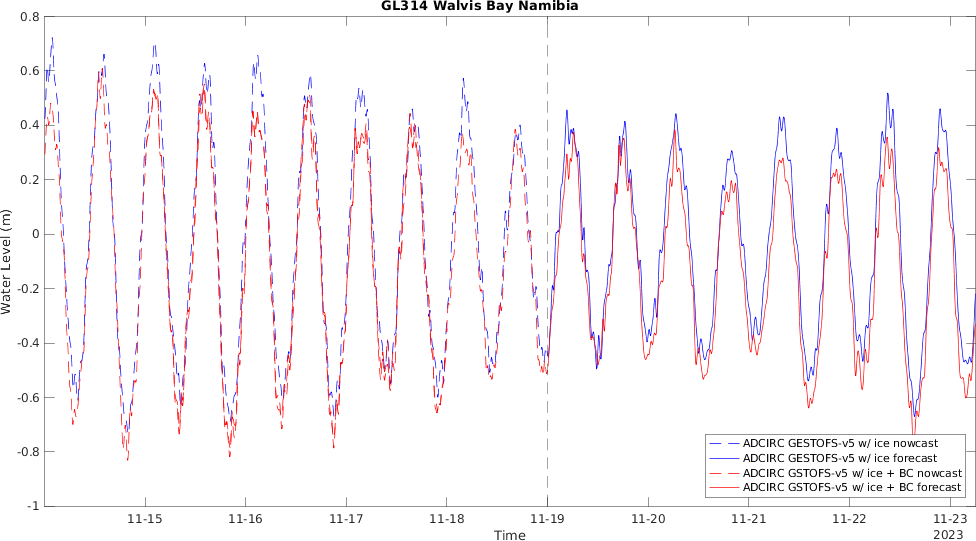 GL314 Walvis Bay Namibia
Water Level (m)
0.8
0.6
0.4
0.2
0
-0.2
-0.4
-0.6
-0.8
-1
11-15
11-16
11-17
11-18
11-19
11-20
11-21
11-22
11-23
2023
Time
ADCIRC GESTOFS-v5 w/ ice nowcast
ADCIRC GESTOFS-v5 w/ ice forecast
ADCIRC GSTOFS-v5 w/ ice + BC nowcast
ADCIRC GSTOFS-v5 w/ ice + BC forecast